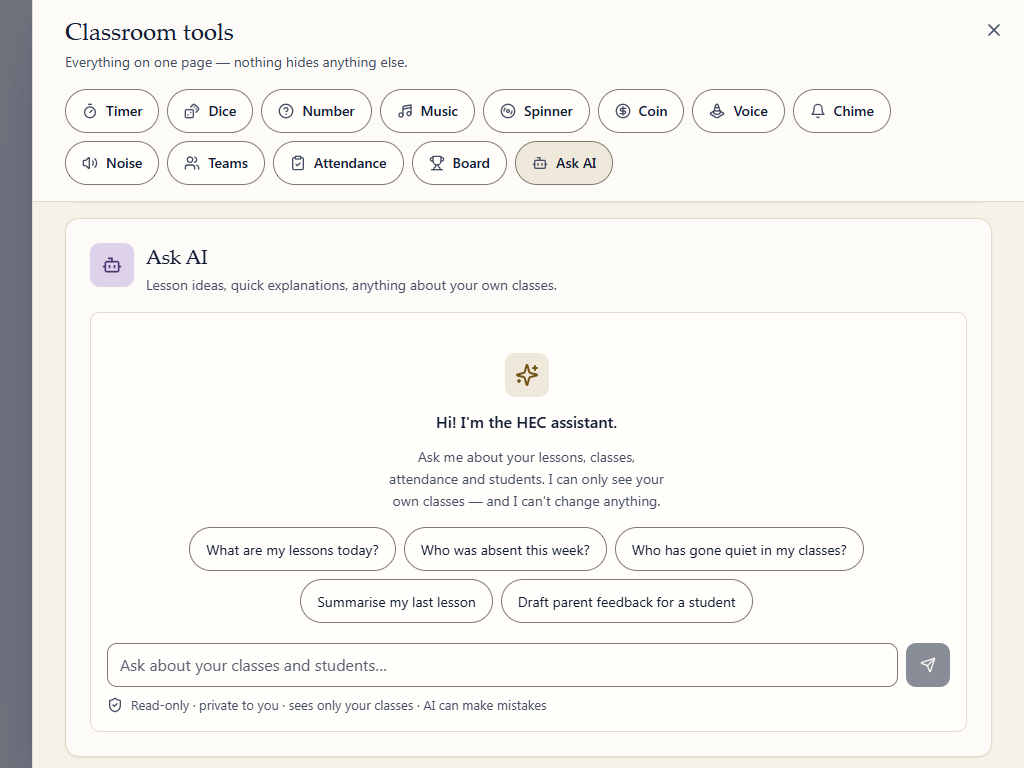 Classroom tools
Everything on one page — nothing hides anything else.
Timer
Dice
Number
Music
Spinner
Coin
Voice
Chime
Noise
Teams
Attendance
Board
Ask AI
Ask AI
Lesson ideas, quick explanations, anything about your own classes.
Hi! I'm the HEC assistant.
Ask me about your lessons, classes,
attendance and students. I can only see your
own classes — and I can't change anything.
What are my lessons today?
Who was absent this week?
Who has gone quiet in my classes?
Summarise my last lesson
Draft parent feedback for a student
Ask about your classes and students...
Read-only · private to you · sees only your classes · AI can make mistakes